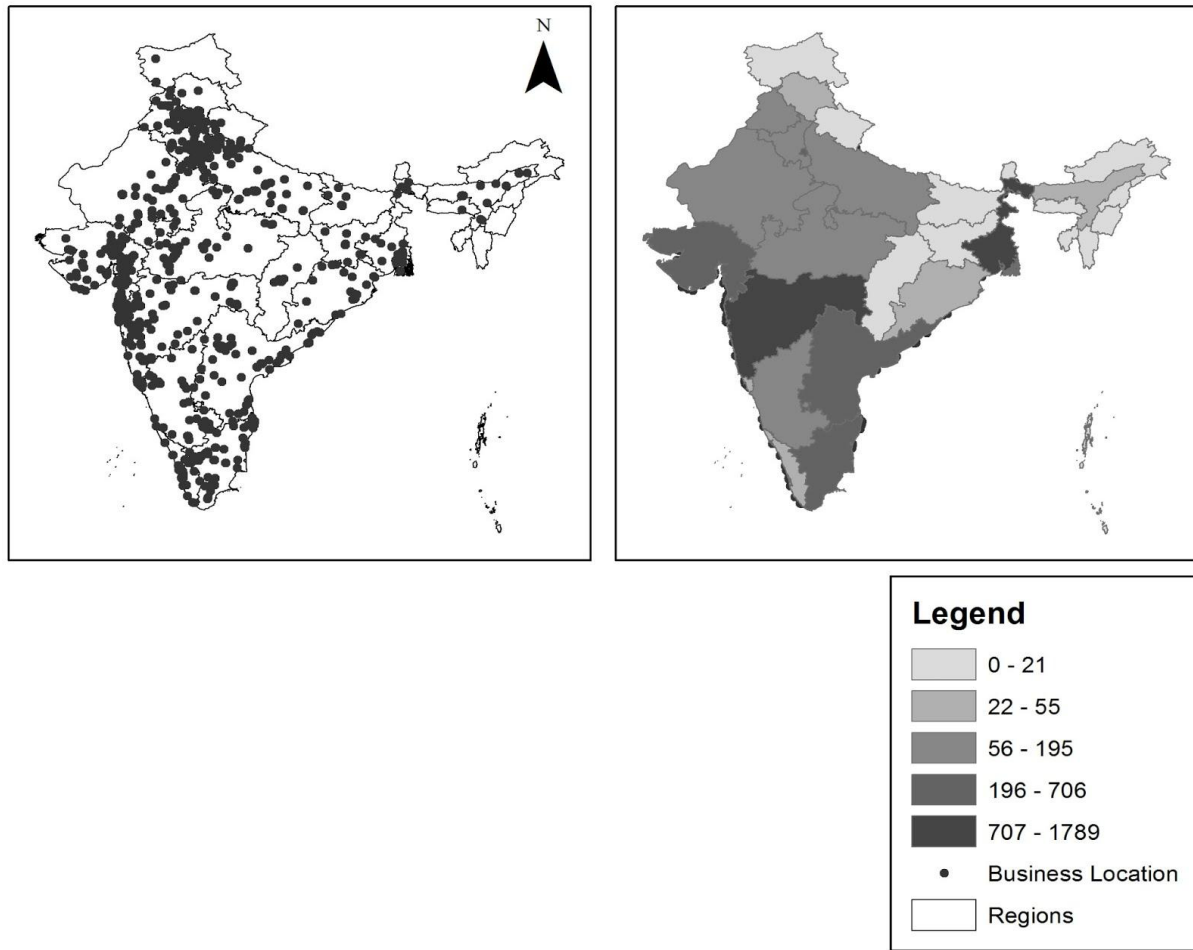 N
Legend
0 - 21
22 - 55
56 - 195
196 - 706
707 - 1789
Business Location
Regions